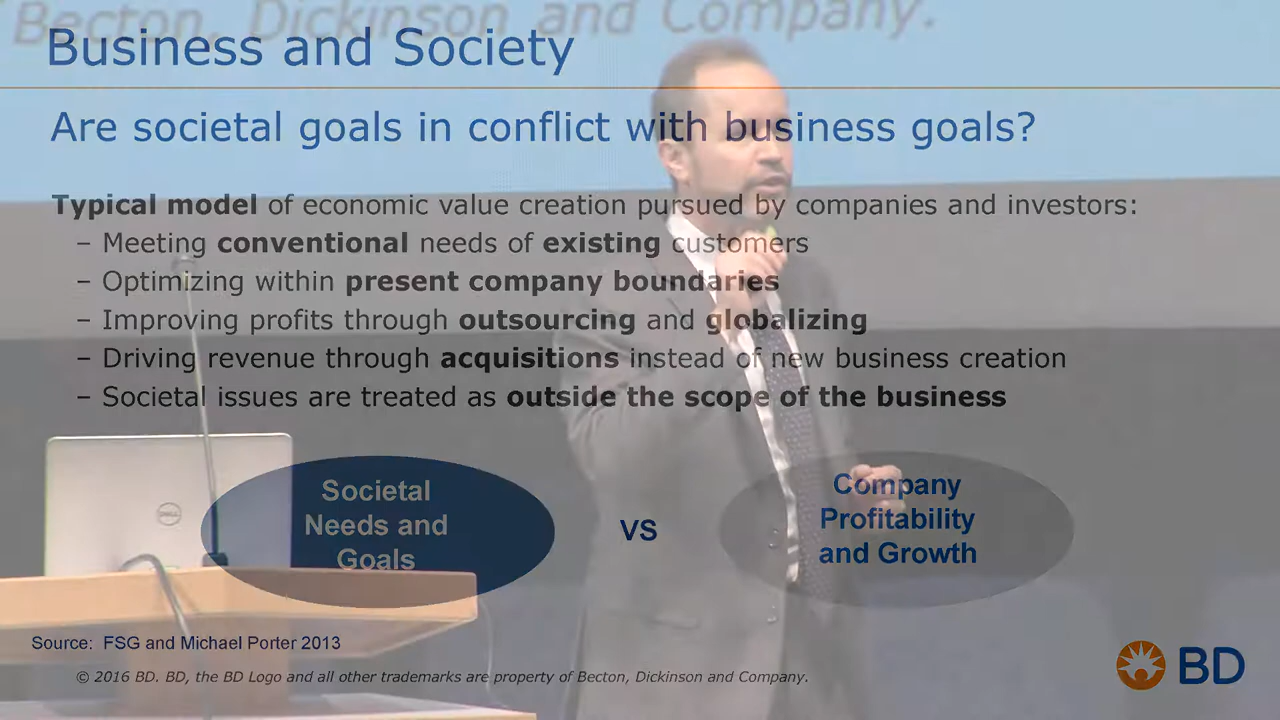 Becton, Dickinson and Company.
Business and Society
Are societal goals in conflict with business goals?
Typical model of economic value creation pursued by companies and investors:
– Meeting conventional needs of existing customers
– Optimizing within present company boundaries
– Improving profits through outsourcing and globalizing
– Driving revenue through acquisitions instead of new business creation
– Societal issues are treated as outside the scope of the business
Societal
Needs and
Goals
VS
Company
Profitability
and Growth
DELL
Source: FSG and Michael Porter 2013
© 2016 BD. BD, the BD Logo and all other trademarks are property of Becton, Dickinson and Company.
BD